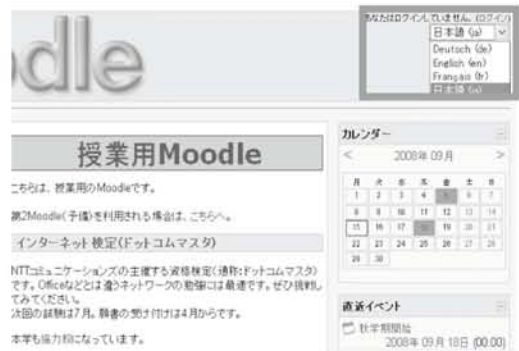 あなたはログインしていません。(ログイン)
日本語 (ja)
Deutsch (de)
English (en)
Français (fr)
日本語 (ja)
odle
授業用Moodle
こちらは、授業用のMoodleです。
第2Moodle(予備)を利用される場合は、こちらへ。
インターネット検定(ドットコムマスタ)
NTTコミュニケーションズの主催する資格検定(通称:ドットコムマスタ)
です。Officeなどとは違うネットワークの勉強には最適です。ぜひ挑戦し
てみてください。
次回の試験は7月。願書の受け付けは4月からです。
本学も協力校になっています。
カレンダー
< 2008年 09月 >
月 火 水 木 金 土 日
1 2 3 4 5 6 7
8 9 10 11 12 13 14
15 16 17 18 19 20 21
22 23 24 25 26 27 28
29 30
直近イベント
秋学期開始
2008年 09月 18日 (00:00)